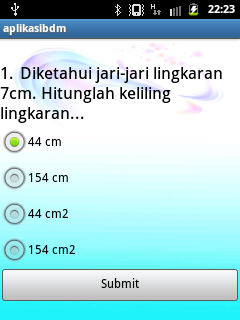 22:23
aplikasibdm
1. Diketahui jari-jari lingkaran
7cm. Hitunglah keliling
lingkaran...
44 cm
154 cm
44 cm2
154 cm2
Submit